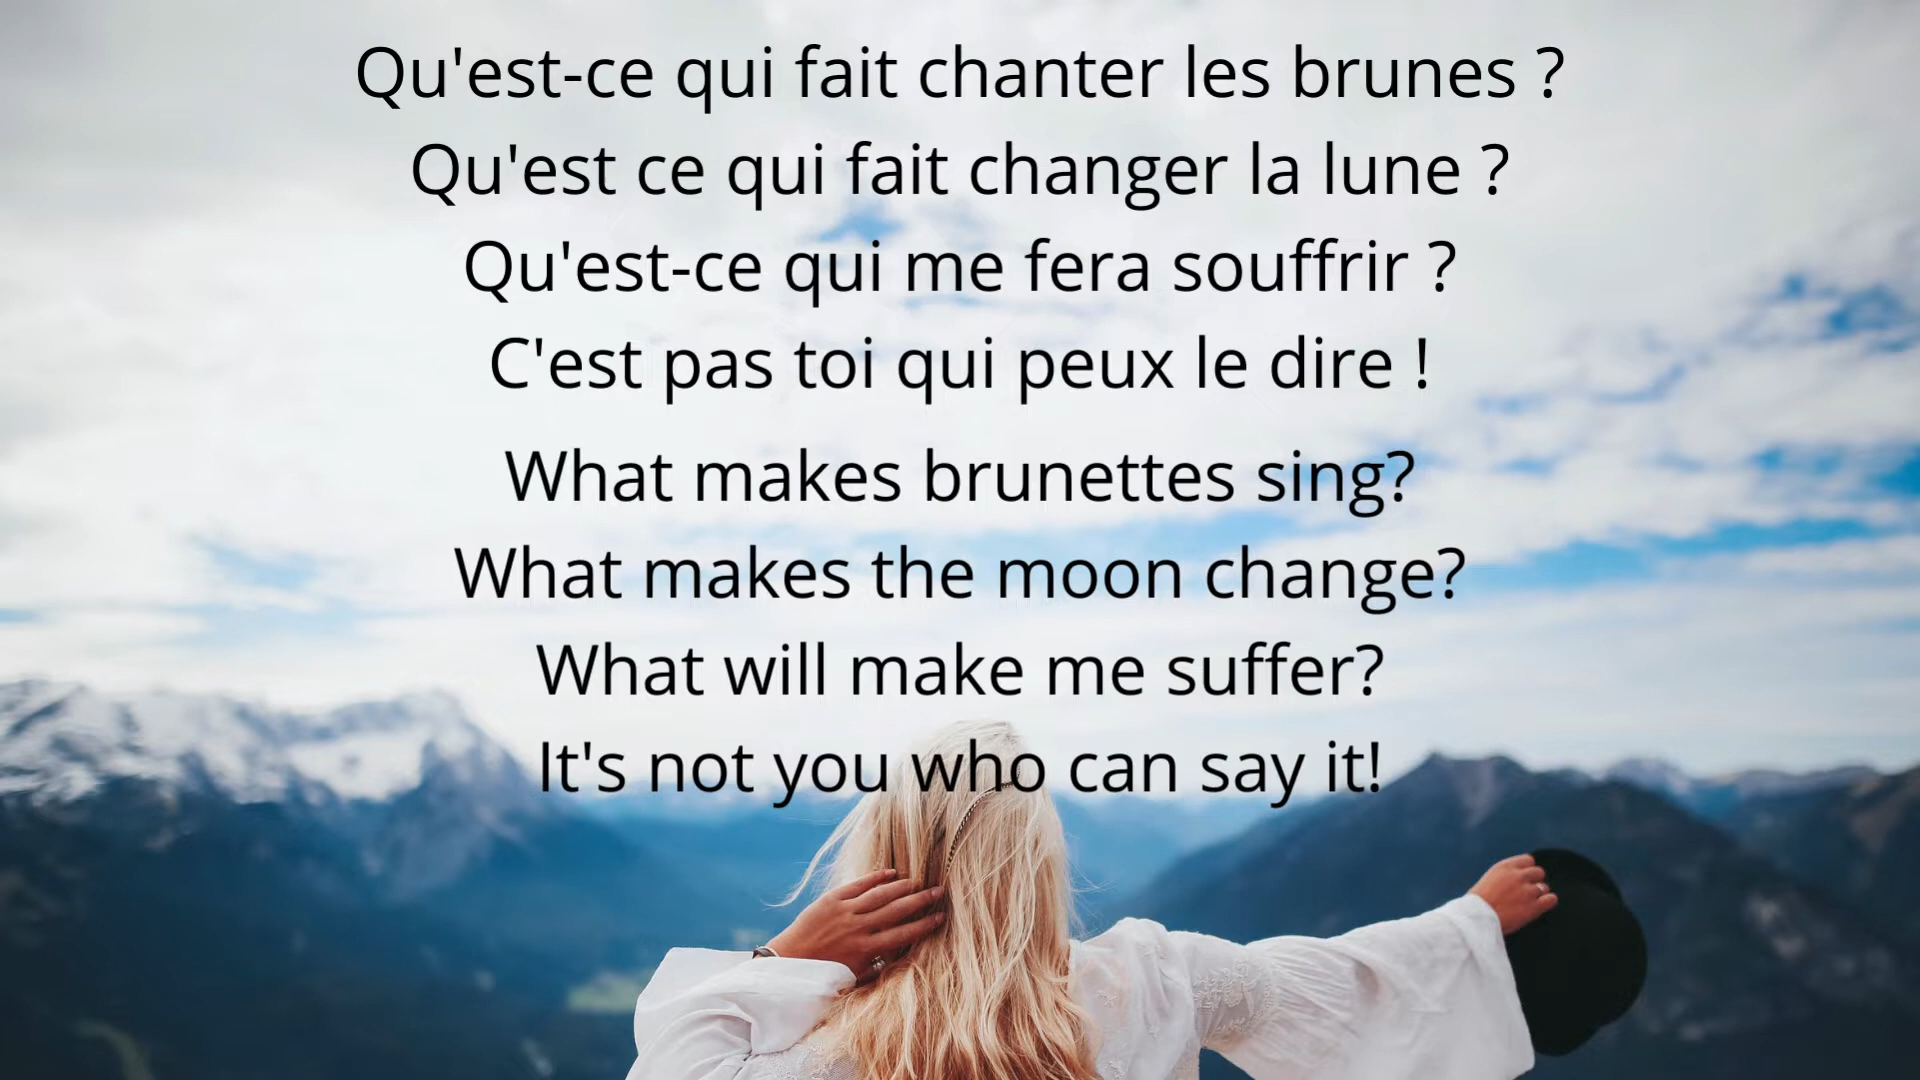 Qu'est-ce qui fait chanter les brunes ?
Qu'est ce qui fait changer la lune ?
Qu'est-ce qui me fera souffrir ?
C'est pas toi qui peux le dire !
What makes brunettes sing?
What makes the moon change?
What will make me suffer?
It's not you who can say it!